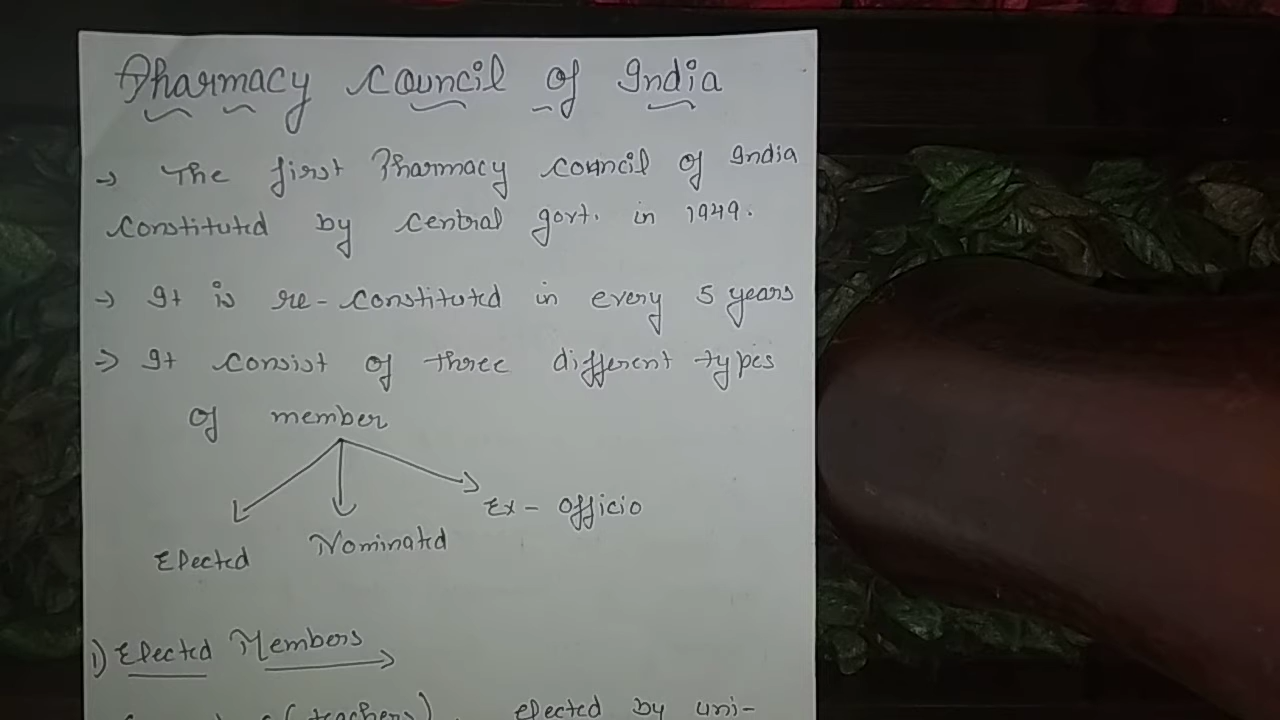 Pharmacy Council of India
→ The first Pharmacy council of India
constituted by central govt. in 1949.
→ It is re-constituted in every 5 years
→ It consist of three different types
of member
Elected Nominated Ex-officio
1) Elected Members →
(teachers) elected by uni-